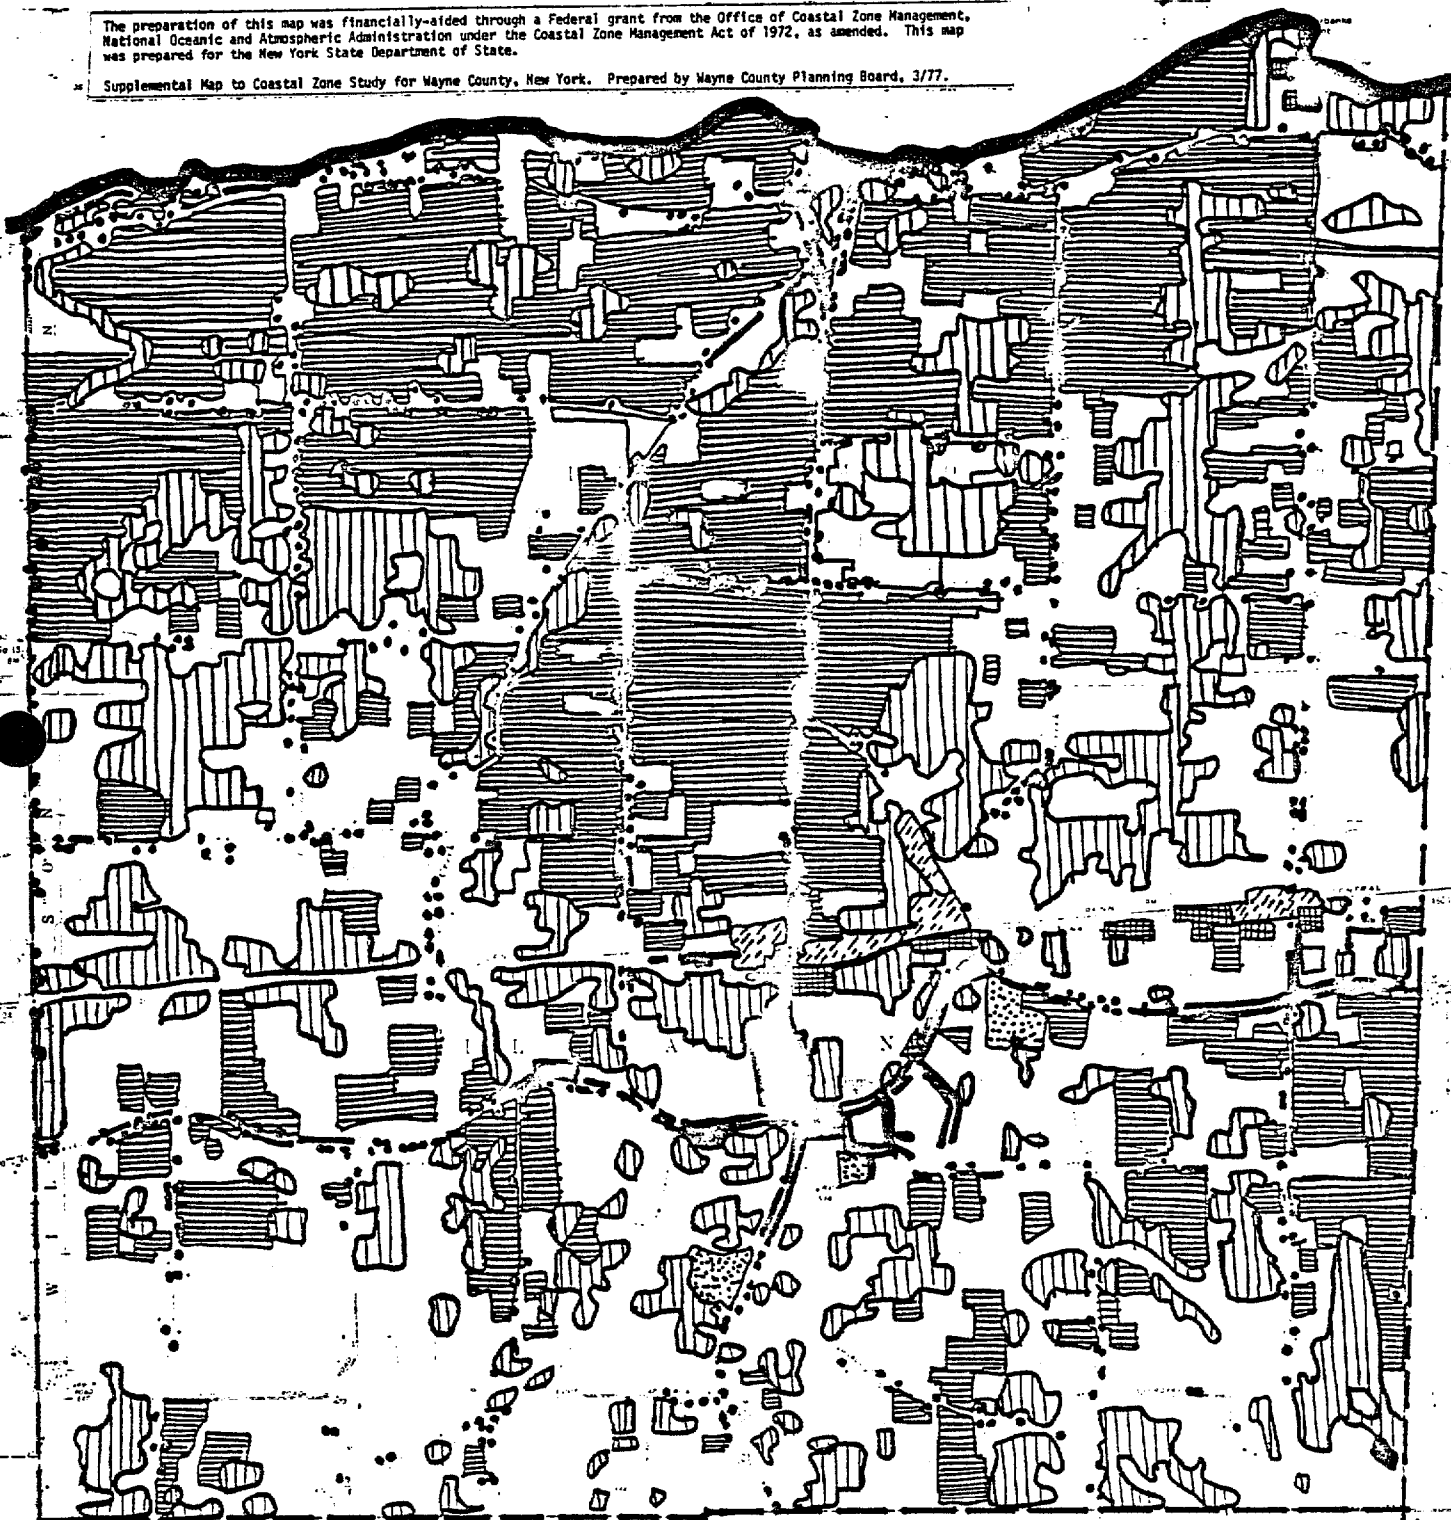 The preparation of this map was financially-aided through a Federal grant from the Office of Coastal Zone Management,
National Oceanic and Atmospheric Administration under the Coastal Zone Management Act of 1972, as amended. This map
was prepared for the New York State Department of State.
Supplemental Map to Coastal Zone Study for Wayne County, New York. Prepared by Wayne County Planning Board, 3/77.
N
N
O
S
L
L
A
N
I
W